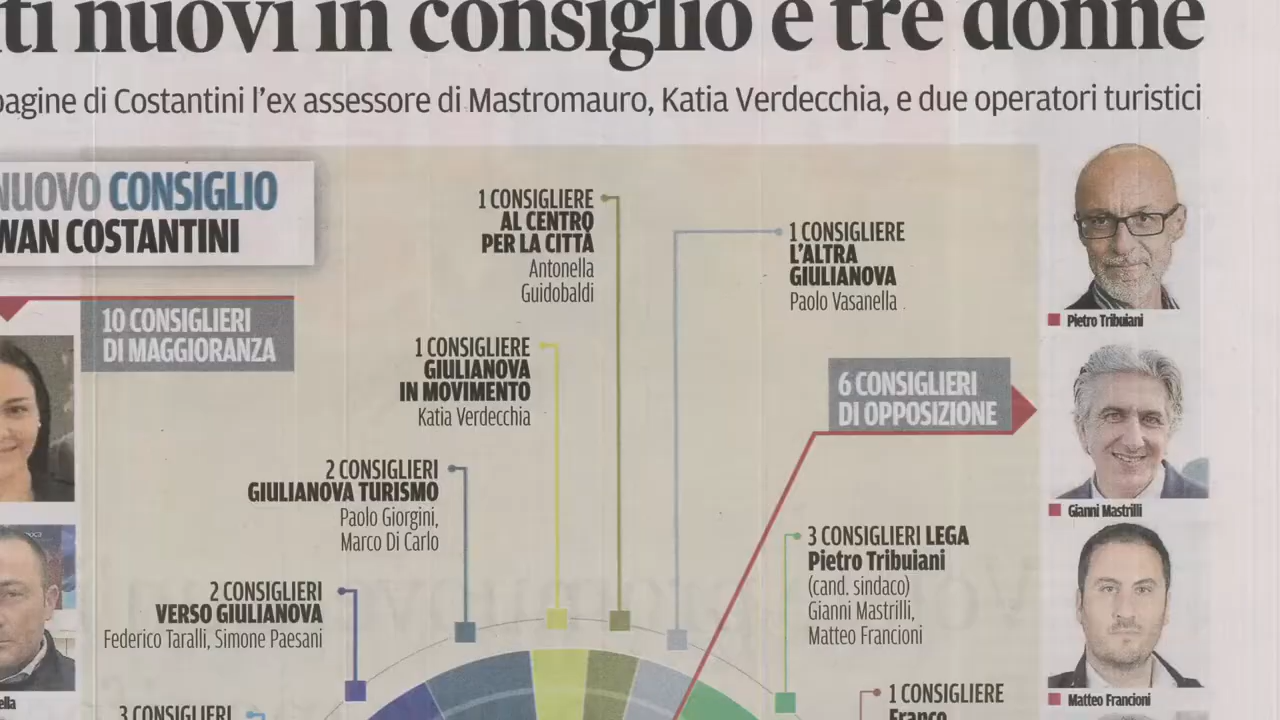 ti nuovi in consiglio e tre donne
pagine di Costantini l'ex assessore di Mastromauro, Katia Verdecchia, e due operatori turistici
NUOVO CONSIGLIO
WAN COSTANTINI
10 CONSIGLIERI
DI MAGGIORANZA
1 CONSIGLIERE
AL CENTRO
PER LA CITTÀ
Antonella
Guidobaldi
1 CONSIGLIERE
L'ALTRA
GIULIANOVA
Paolo Vasanella
1 CONSIGLIERE
GIULIANOVA
IN MOVIMENTO
Katia Verdecchia
6 CONSIGLIERI
DI OPPOSIZIONE
2 CONSIGLIERI
GIULIANOVA TURISMO
Paolo Giorgini,
Marco Di Carlo
3 CONSIGLIERI LEGA
Pietro Tribuiani
(cand. sindaco)
Gianni Mastrilli,
Matteo Francioni
2 CONSIGLIERI
VERSO GIULIANOVA
Federico Taralli, Simone Paesani
3 CONSIGLIERI
1 CONSIGLIERE
Franco
Pietro Tribuiani
Gianni Mastrilli
Matteo Francioni
ella